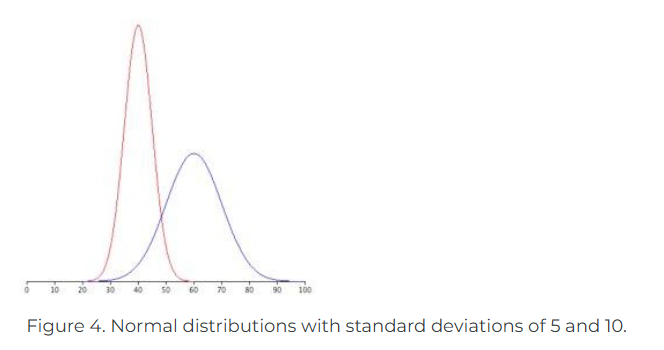 0 10 20 30 40 50 60 70 80 90 100
Figure 4. Normal distributions with standard deviations of 5 and 10.